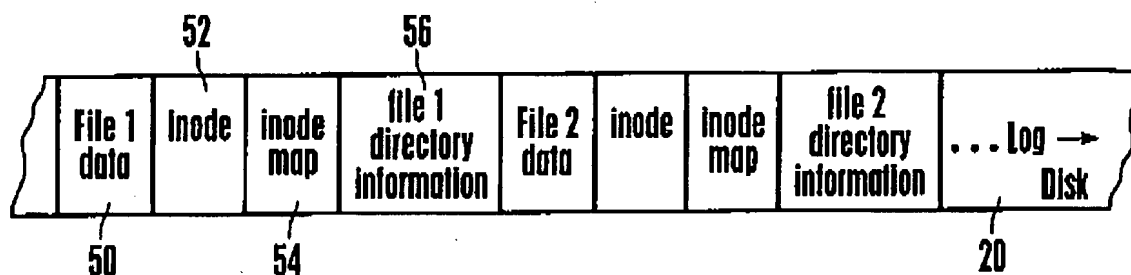 52
56
File 1
data
Inode
inode
map
file 1
directory
information
File 2
data
inode
inode
map
file 2
directory
information
...Log →
Disk
50
54
20